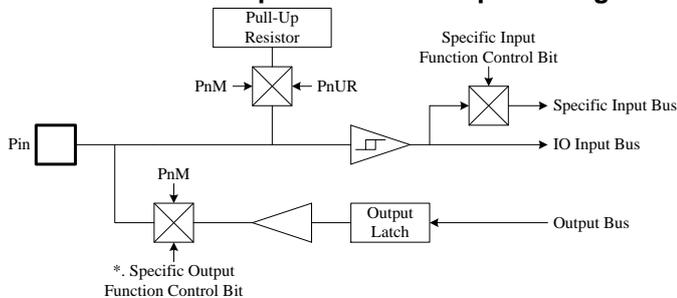 Pull-Up
Resistor
Specific Input
Function Control Bit
PnM
PnUR
Specific Input Bus
Pin
IO Input Bus
PnM
Output
Latch
Output Bus
*. Specific Output
Function Control Bit